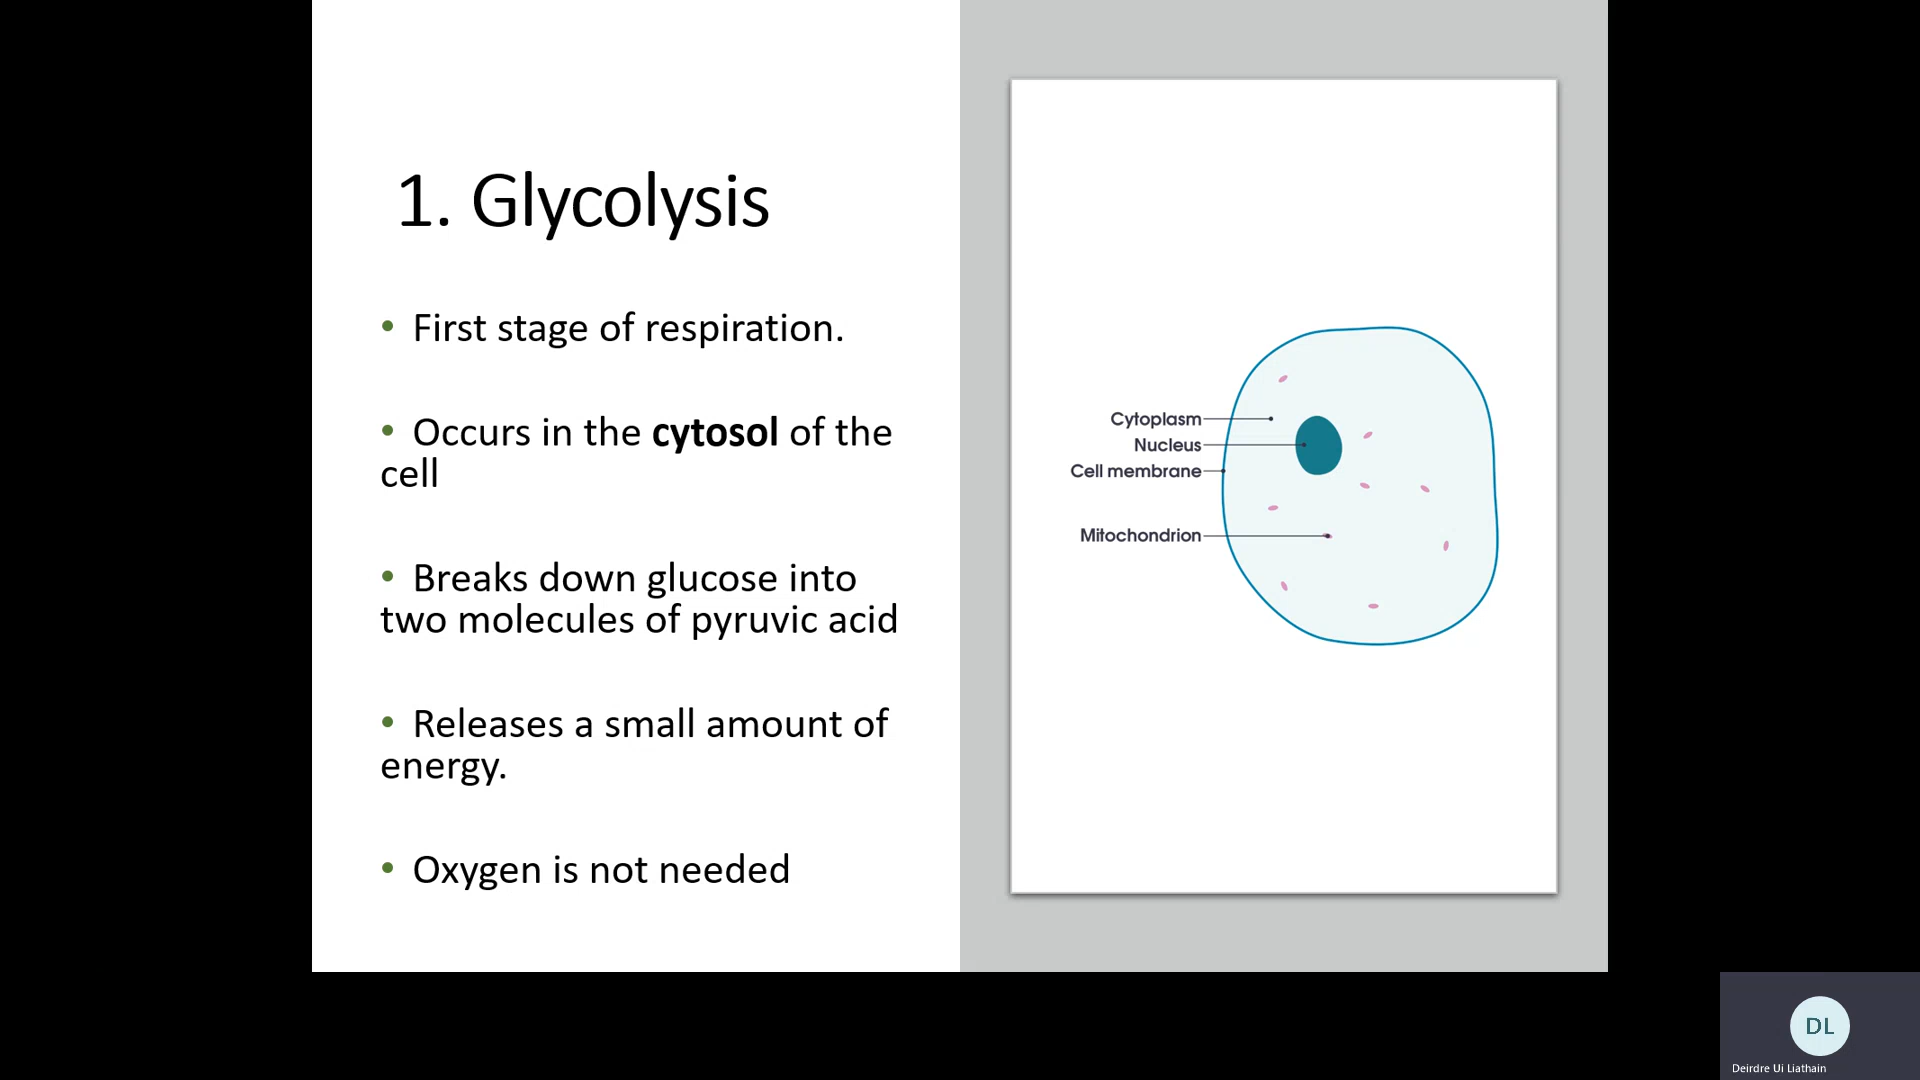 1. Glycolysis
• First stage of respiration.
• Occurs in the cytosol of the
cell
• Breaks down glucose into
two molecules of pyruvic acid
• Releases a small amount of
energy.
• Oxygen is not needed
Cytoplasm
Nucleus
Cell membrane
Mitochondrion
DL
Deirdre Ui Liathain